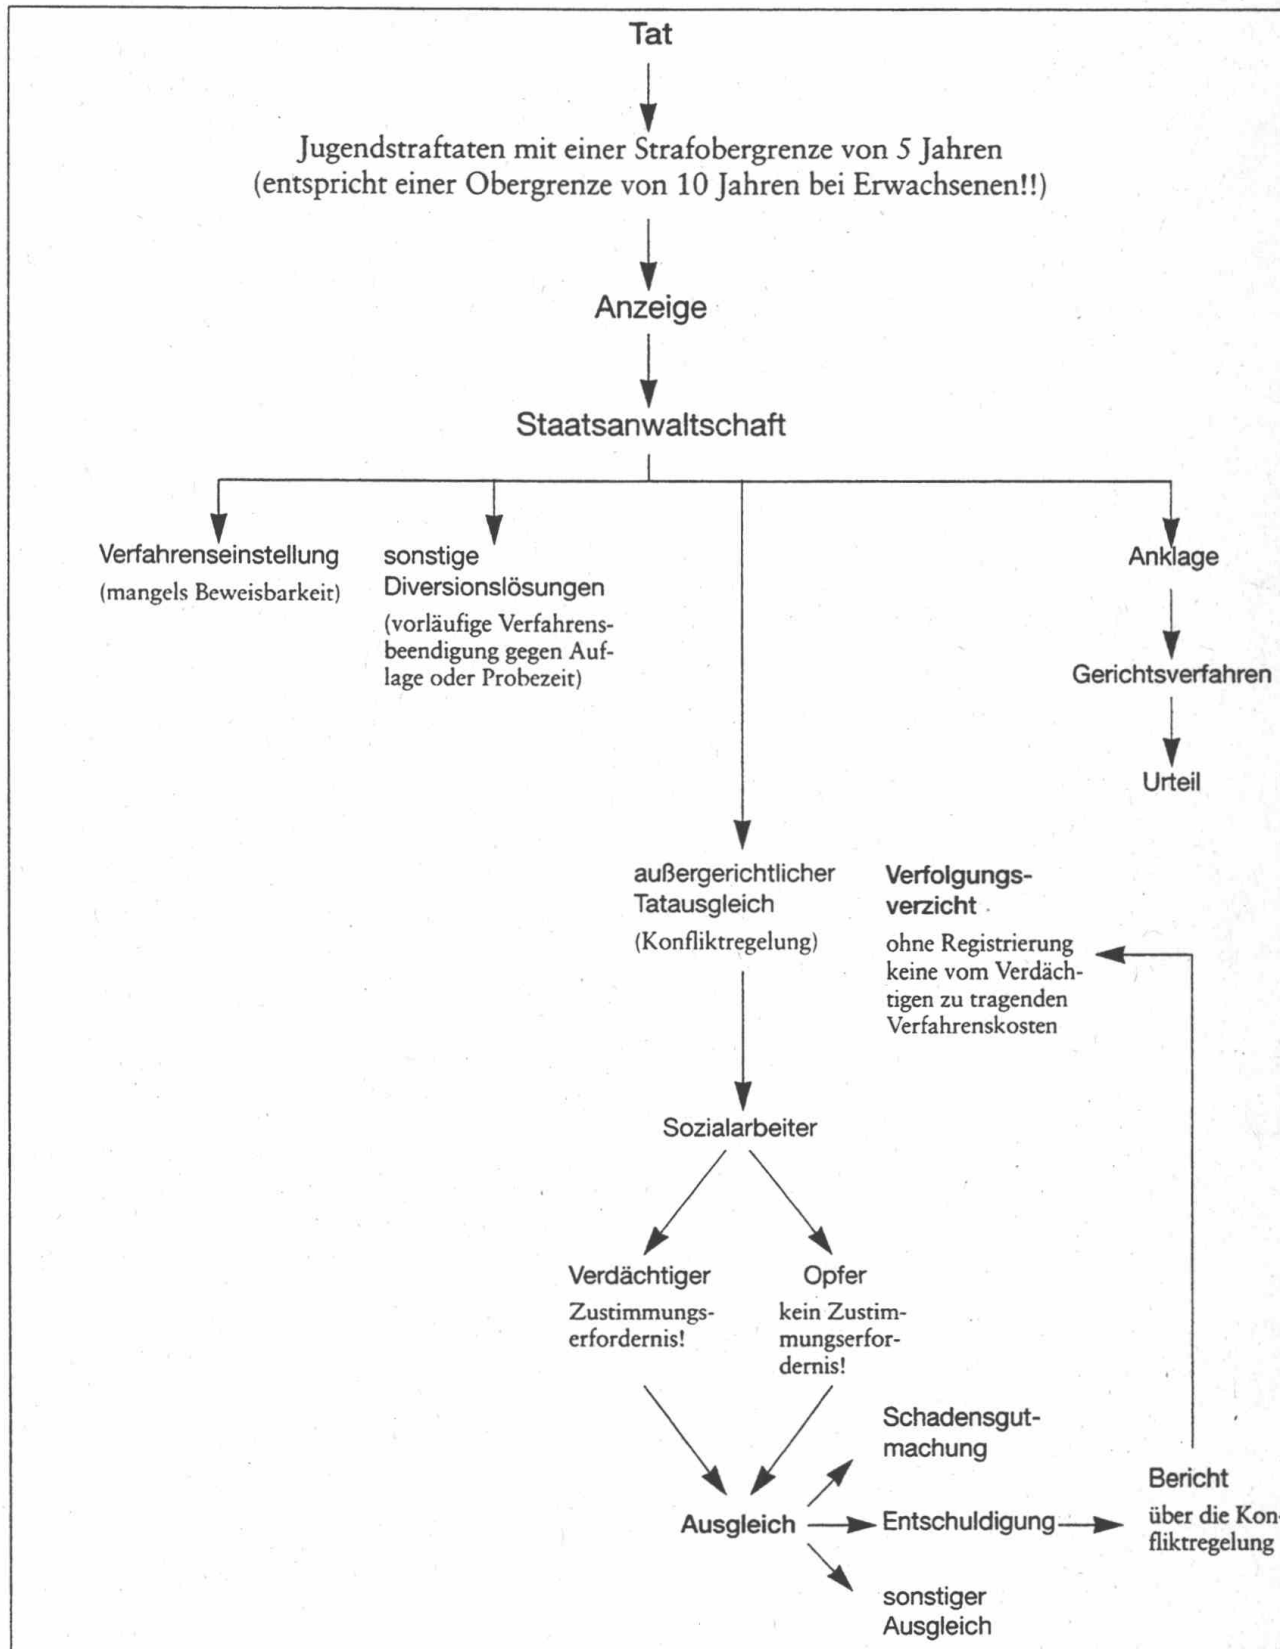 Tat
Jugendstraftaten mit einer Strafobergrenze von 5 Jahren
(entspricht einer Obergrenze von 10 Jahren bei Erwachsenen!!)
Anzeige
Staatsanwaltschaft
Verfahrenseinstellung
(mangels Beweisbarkeit)
sonstige
Diversionslösungen
(vorläufige Verfahrens-
beendigung gegen Auf-
lage oder Probezeit)
Anklage
Gerichtsverfahren
Urteil
außergerichtlicher
Tatausgleich
(Konfliktregelung)
Verfolgungs-
verzicht
ohne Registrierung
keine vom Verdäch-
tigen zu tragenden
Verfahrenskosten
Sozialarbeiter
Verdächtiger
Zustimmungs-
erfordernis!
Opfer
kein Zustim-
mungserfor-
dernis!
Ausgleich
Schadensgut-
machung
Entschuldigung
sonstiger
Ausgleich
Bericht
über die Kon-
fliktregelung